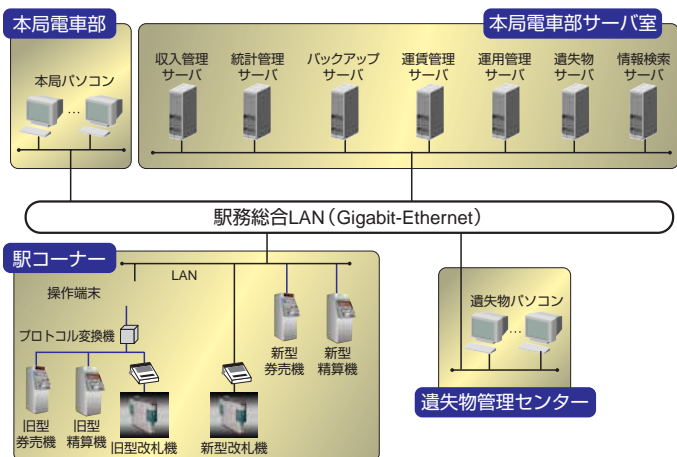 本局電車部
本局電車部サーバ室
本局パソコン
…
収入管理
サーバ
統計管理
サーバ
バックアップ
サーバ
運賃管理
サーバ
運用管理
サーバ
遺失物
サーバ
情報検索
サーバ
駅務総合LAN（Gigabit-Ethernet）
駅コーナー
LAN
操作端末
プロトコル変換機
旧型
券売機
旧型
精算機
旧型改札機
新型改札機
新型
券売機
新型
精算機
遺失物パソコン
…
遺失物管理センター